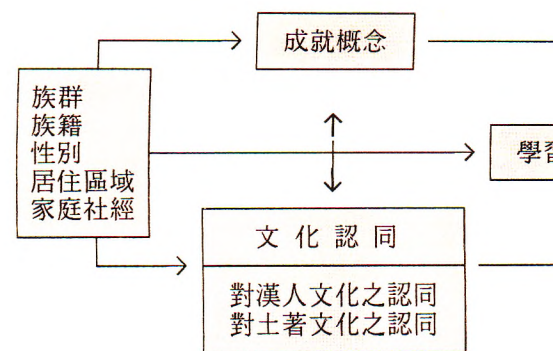 成就概念
族群
族籍
性別
居住區域
家庭社經
學習
文化認同
對漢人文化之認同
對土著文化之認同